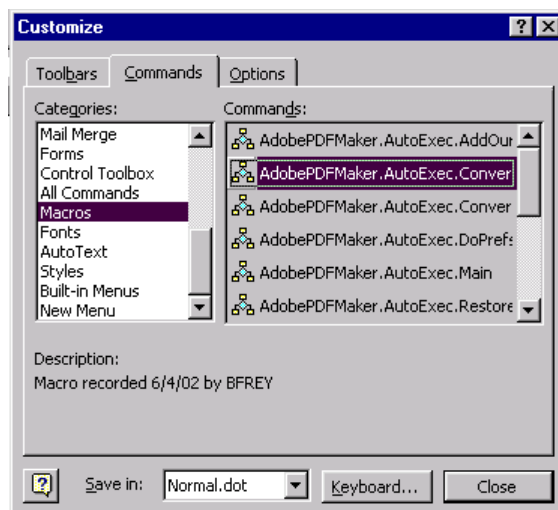 Customize
Toolbars Commands Options
Categories: Commands:
Mail Merge
Forms
Control Toolbox
All Commands
Macros
Fonts
AutoText
Styles
Built-in Menus
New Menu
AdobePDFMaker.AutoExec.AddOur
AdobePDFMaker.AutoExec.Conver
AdobePDFMaker.AutoExec.Conver
AdobePDFMaker.AutoExec.DoPrefs
AdobePDFMaker.AutoExec.Main
AdobePDFMaker.AutoExec.Restore
Description:
Macro recorded 6/4/02 by BFREY
Save in: Normal.dot Keyboard... Close